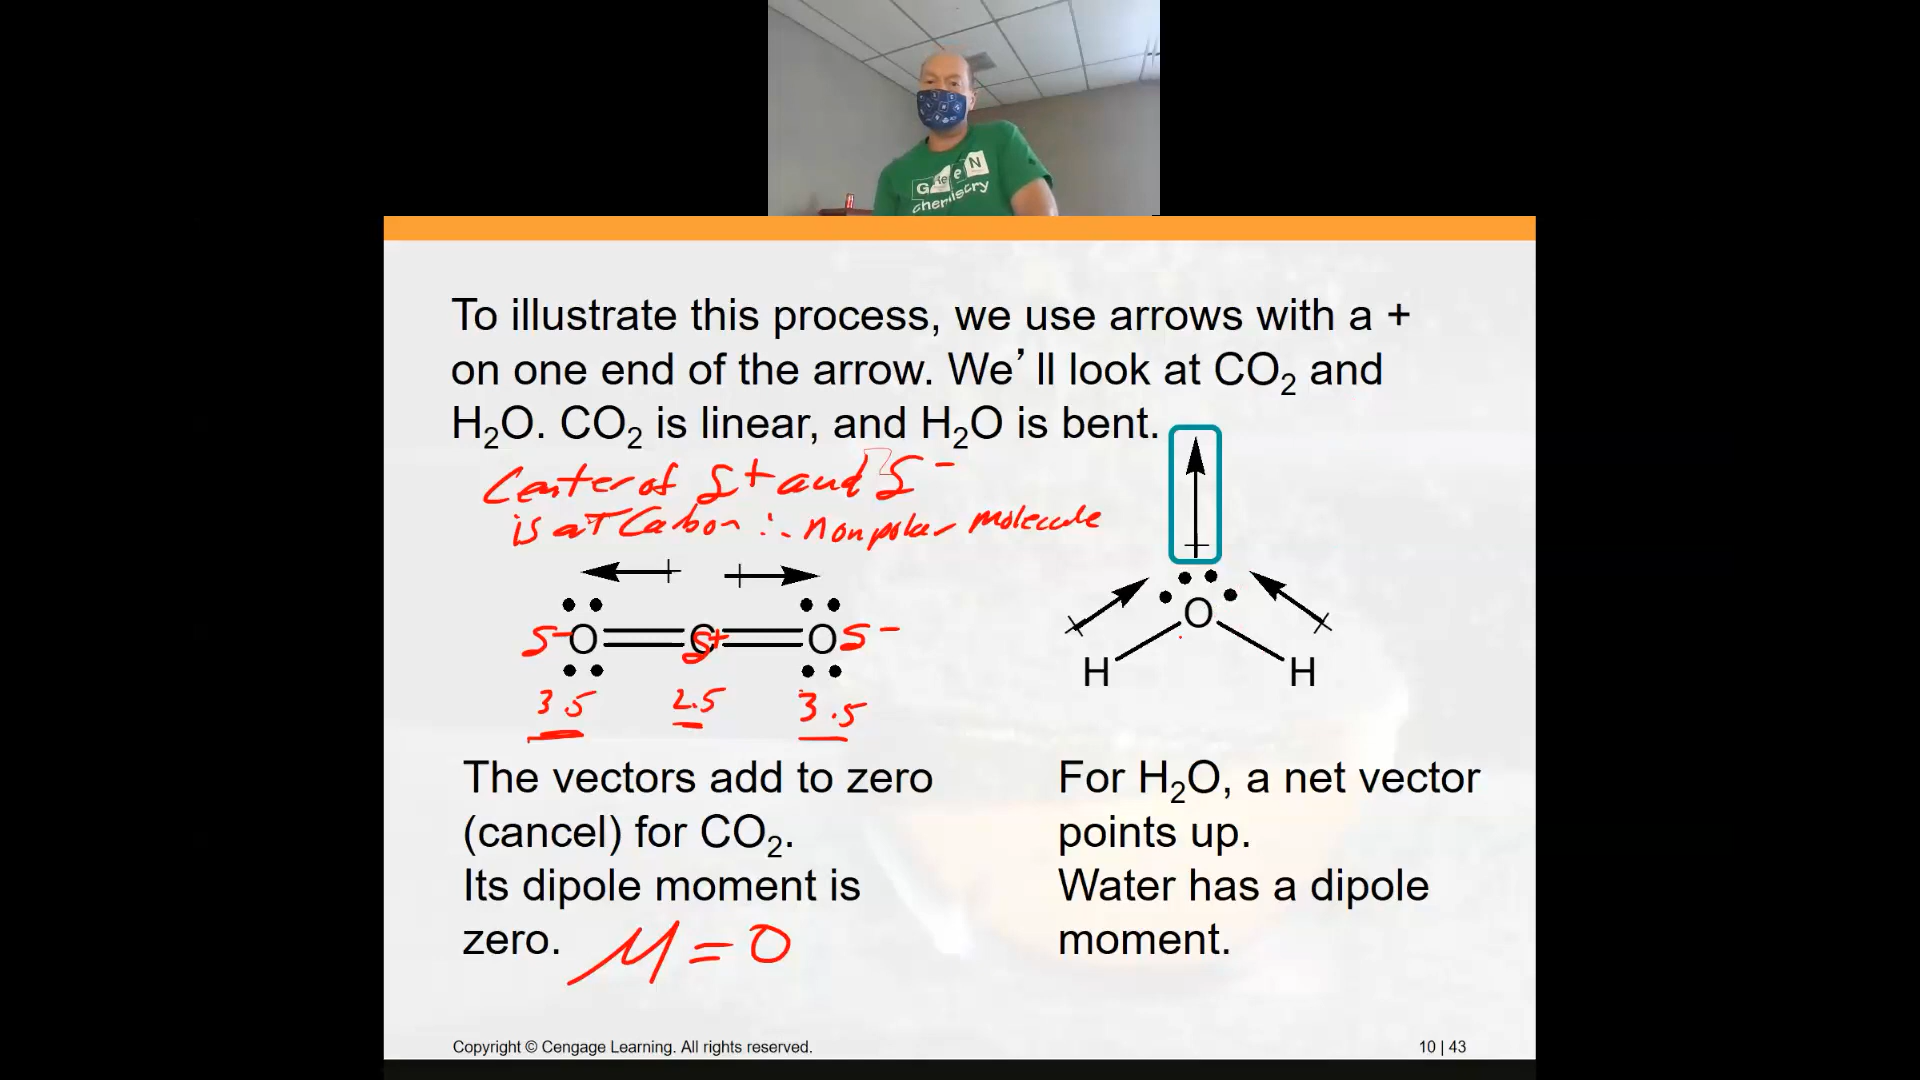 GReeN
chemistry
To illustrate this process, we use arrows with a +
on one end of the arrow. We’ll look at CO₂ and
H₂O. CO₂ is linear, and H₂O is bent.
Center of δ+ and δ-
is at Carbon ∴ nonpolar molecule
δ- O C δ+ O δ-
O
H H
3.5 2.5 3.5
The vectors add to zero
(cancel) for CO₂.
Its dipole moment is
zero. μ = 0
For H₂O, a net vector
points up.
Water has a dipole
moment.
Copyright © Cengage Learning. All rights reserved.
10 | 43